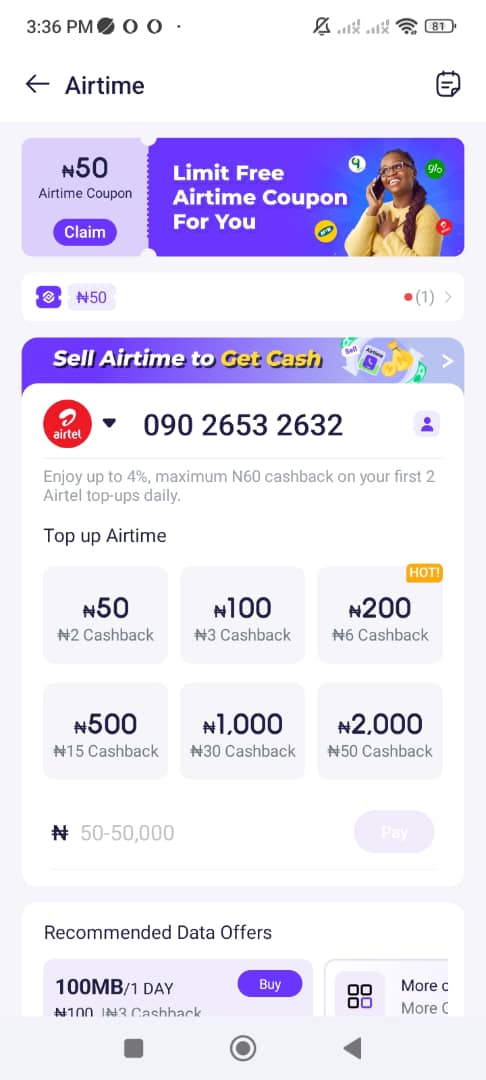 3:36 PM
81
Airtime
₦50
Airtime Coupon
Claim
Limit Free
Airtime Coupon
For You
₦50
(1)
Sell Airtime to Get Cash
Sell
Airtime
airtel
090 2653 2632
Enjoy up to 4%, maximum N60 cashback on your first 2
Airtel top-ups daily.
Top up Airtime
HOT!
₦50
₦2 Cashback
₦100
₦3 Cashback
₦200
₦6 Cashback
₦500
₦15 Cashback
₦1,000
₦30 Cashback
₦2,000
₦50 Cashback
₦ 50-50,000
Pay
Recommended Data Offers
100MB/1 DAY
Buy
₦100 |₦3 Cashback
More
More